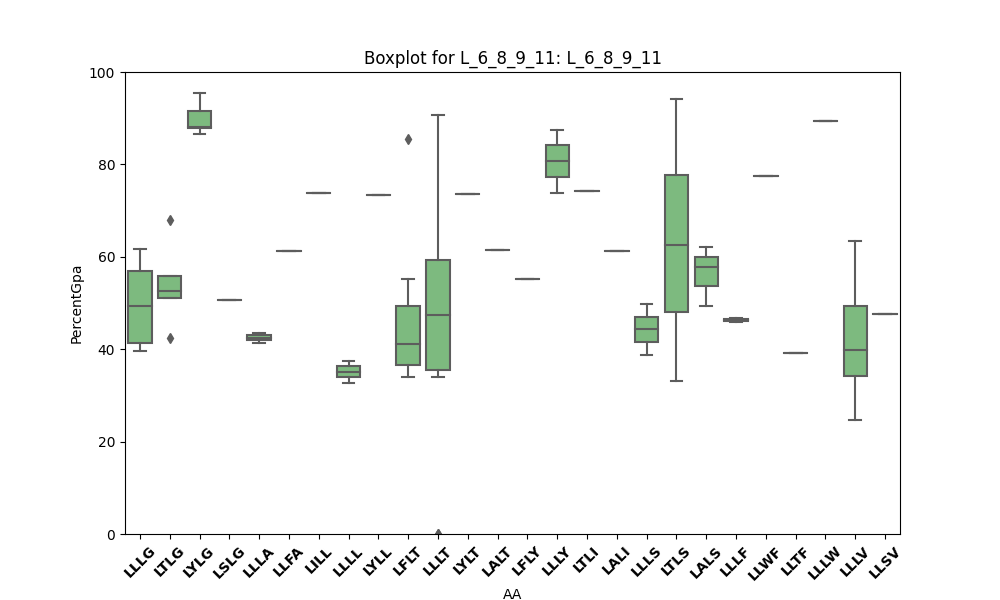 Boxplot for L_6_8_9_11: L_6_8_9_11
PercentGpa
100
80
60
40
20
0
LLLG LTLG LYLG LSLG LLLA LLFA LILL LLLL LYLL LFLT LLLT LYLT LALT LFLY LLLY LTLI LALI LLLS LTLS LALS LLLF LLWF LLTF LLLW LLLV LLSV
AA